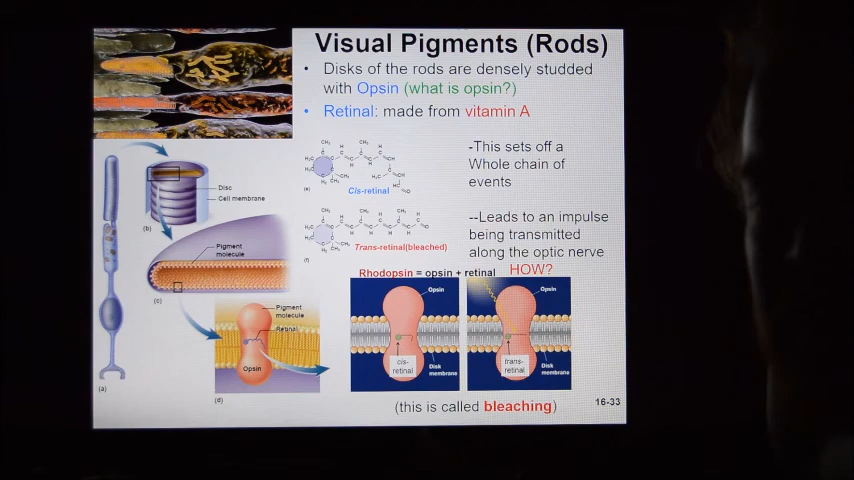 Visual Pigments (Rods)
• Disks of the rods are densely studded
with Opsin (what is opsin?)
• Retinal: made from vitamin A
-This sets off a
Whole chain of
events
Cis-retinal
(e)
--Leads to an impulse
being transmitted
along the optic nerve
HOW?
Trans-retinal(bleached)
(f)
Rhodopsin = opsin + retinal
Disc
Cell membrane
(b)
Pigment
molecule
(c)
Pigment
molecule
Retinal
Opsin
(a)
(d)
Opsin
cis-
retinal
Disk
membrane
Opsin
trans-
retinal
Disk
membrane
(this is called bleaching)
16-33